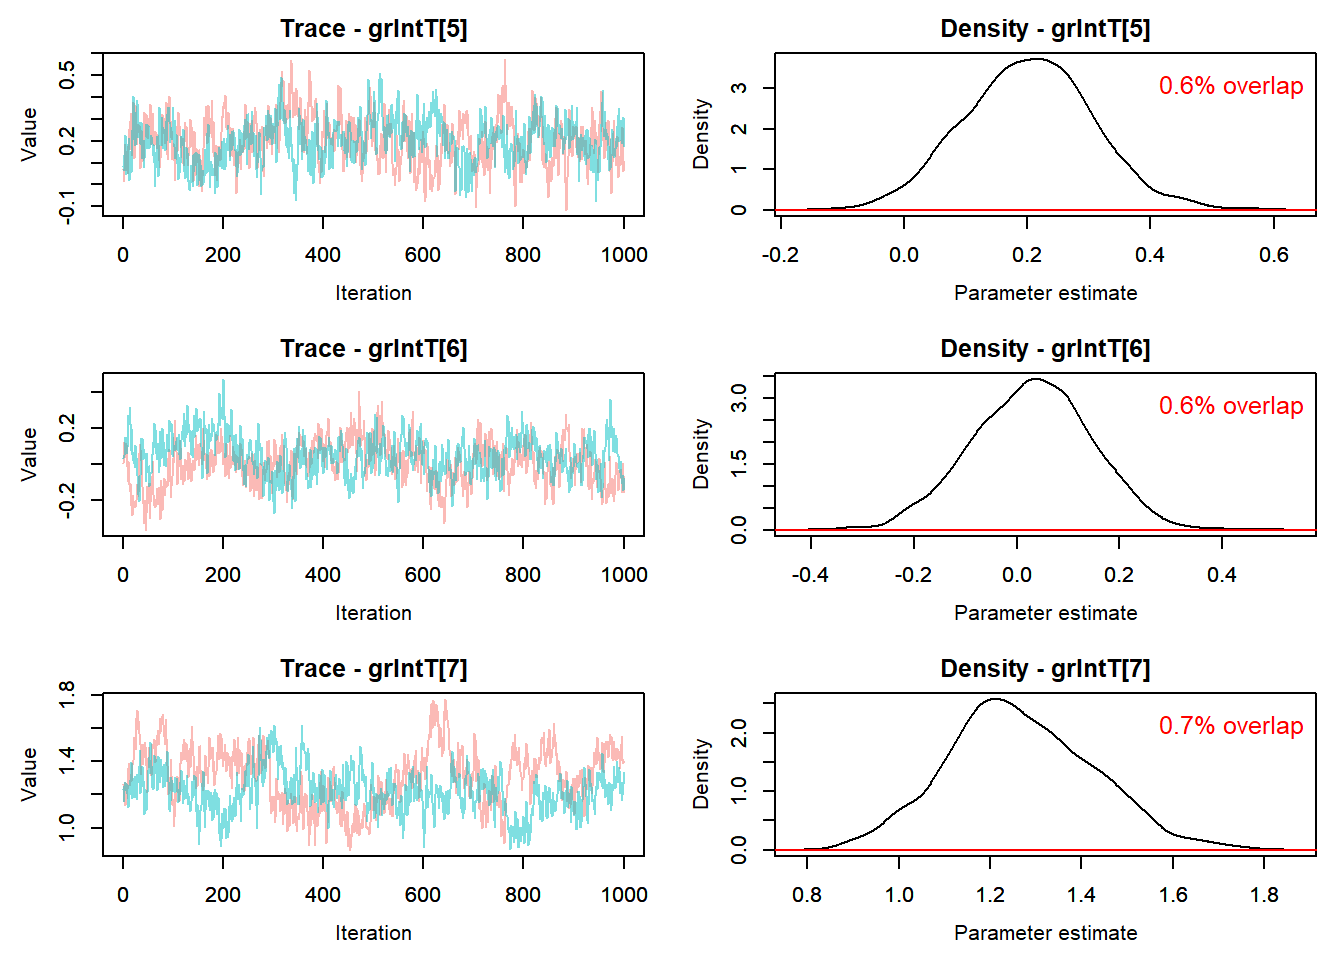 Trace - grIntT[5]
Value
-0.1 0.2 0.5
0 200 400 600 800 1000
Iteration
Density - grIntT[5]
0.6% overlap
Density
0 1 2 3
-0.2 0.0 0.2 0.4 0.6
Parameter estimate
Trace - grIntT[6]
Value
-0.2 0.2
0 200 400 600 800 1000
Iteration
Density - grIntT[6]
0.6% overlap
Density
0.0 1.5 3.0
-0.4 -0.2 0.0 0.2 0.4
Parameter estimate
Trace - grIntT[7]
Value
1.0 1.4 1.8
0 200 400 600 800 1000
Iteration
Density - grIntT[7]
0.7% overlap
Density
0.0 1.0 2.0
0.8 1.0 1.2 1.4 1.6 1.8
Parameter estimate